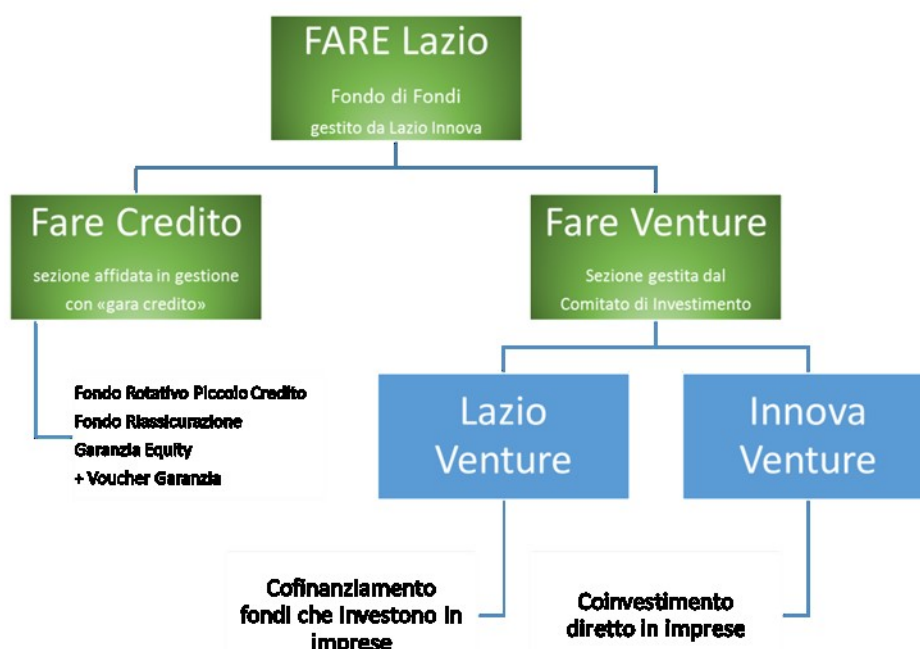 FARE Lazio
Fondo di Fondi
gestito da Lazio Innova
Fare Credito
sezione affidata in gestione
con «gara credito»
Fare Venture
Sezione gestita dal
Comitato di Investimento
Fondo Rotativo Piccolo Credito
Fondo Riassicurazione
Garanzia Equity
+ Voucher Garanzia
Lazio
Venture
Innova
Venture
Cofinanziamento
fondi che investono in
imprese
Coinvestimento
diretto in imprese